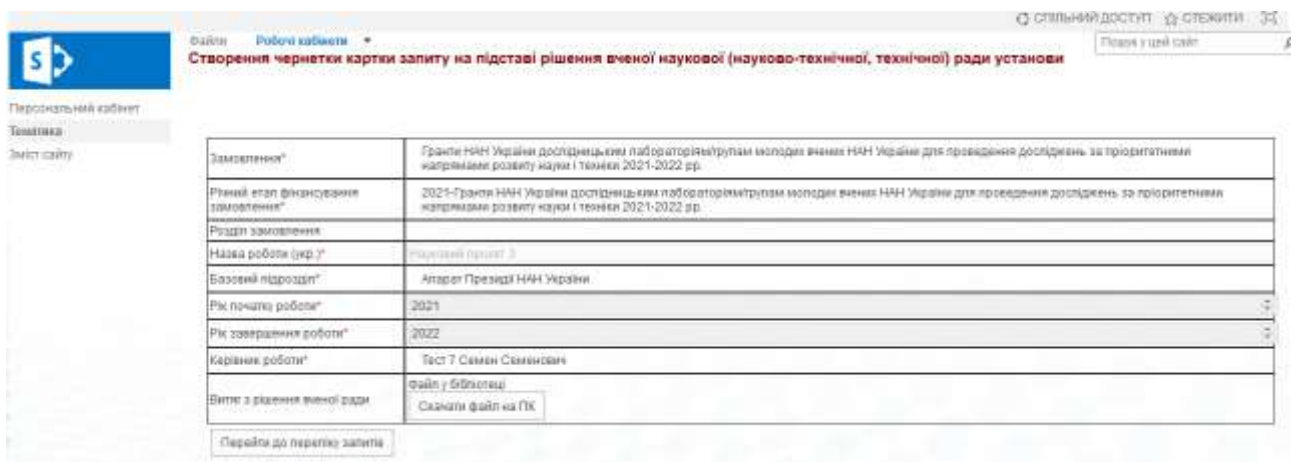 СПІЛЬНИЙ ДОСТУП СТЕЖИТИ
Файли Робочі кабінети
Пошук у цей сайт
Створення чернетки картки запиту на підставі рішення вченої наукової (науково-технічної, технічної) ради установи
Персональний кабінет
Тематика
Зміст сайту
Замовлення*
Гранти НАН України дослідницьким лабораторіям/групам молодих вчених НАН України для проведення досліджень за пріоритетними
напрямами розвитку науки і техніки 2021-2022 рр.
Річний етап фінансування
замовлення*
2021-Гранти НАН України дослідницьким лабораторіям/групам молодих вчених НАН України для проведення досліджень за пріоритетними
напрямами розвитку науки і техніки 2021-2022 рр.
Розділ замовлення
Назва роботи (укр.)* Науковий проект 3
Базовий підрозділ* Апарат Президії НАН України
Рік початку роботи* 2021
Рік завершення роботи* 2022
Керівник роботи* Тест 7 Семен Семенович
Витяг з рішення вченої ради
Файл у бібліотеці
Скачати файл на ПК
Перейти до переліку запитів